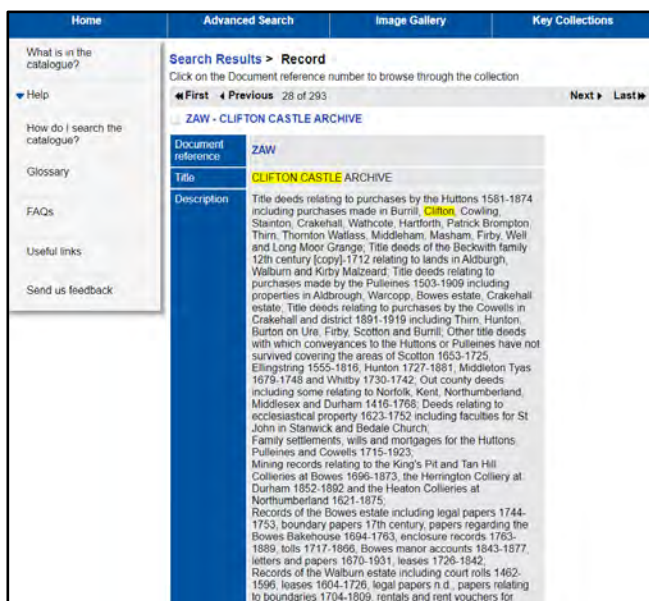 Home Advanced Search Image Gallery Key Collections
What is in the
catalogue?
Help
How do I search the
catalogue?
Glossary
FAQs
Useful links
Send us feedback
Search Results > Record
Click on the Document reference number to browse through the collection
First Previous 28 of 293 Next Last
ZAW - CLIFTON CASTLE ARCHIVE
Document
reference
ZAW
Title
CLIFTON CASTLE ARCHIVE
Description
Title deeds relating to purchases by the Huttons 1581-1874
including purchases made in Burrill, Clifton, Cowling,
Stainton, Crakehall, Wathcote, Hartforth, Patrick Brompton,
Thirn, Thornton Watlass, Middleham, Masham, Firby, Well
and Long Moor Grange; Title deeds of the Beckwith family
12th century [copy]-1712 relating to lands in Aldburgh,
Walburn and Kirby Malzeard; Title deeds relating to
purchases made by the Pulleines 1503-1909 including
properties in Aldbrough, Warcopp, Bowes estate, Crakehall
estate; Title deeds relating to purchases by the Cowells in
Crakehall and district 1891-1919 including Thirn, Hunton,
Burton on Ure, Firby, Scotton and Burrill; Other title deeds
with which conveyances to the Huttons or Pulleines have not
survived covering the areas of Scotton 1653-1725,
Ellingstring 1555-1816, Hunton 1727-1881, Middleton Tyas
1679-1748 and Whitby 1730-1742; Out county deeds
including some relating to Norfolk, Kent, Northumberland,
Middlesex and Durham 1416-1768; Deeds relating to
ecclesiastical property 1623-1752 including faculties for St
John in Stanwick and Bedale Church;
Family settlements, wills and mortgages for the Huttons,
Pulleines and Cowells 1715-1923;
Mining records relating to the King's Pit and Tan Hill
Collieries at Bowes 1696-1873, the Herrington Colliery at
Durham 1852-1892 and the Heaton Collieries at
Northumberland 1621-1875;
Records of the Bowes estate including legal papers 1744-
1753, boundary papers 17th century, papers regarding the
Bowes Bakehouse 1694-1763, enclosure records 1763-
1889, tolls 1717-1866, Bowes manor accounts 1843-1877,
letters and papers 1670-1931, leases 1726-1842;
Records of the Walburn estate including court rolls 1462-
1596, leases 1604-1726, legal papers n.d., papers relating
to boundaries 1704-1809, rentals and rent vouchers for